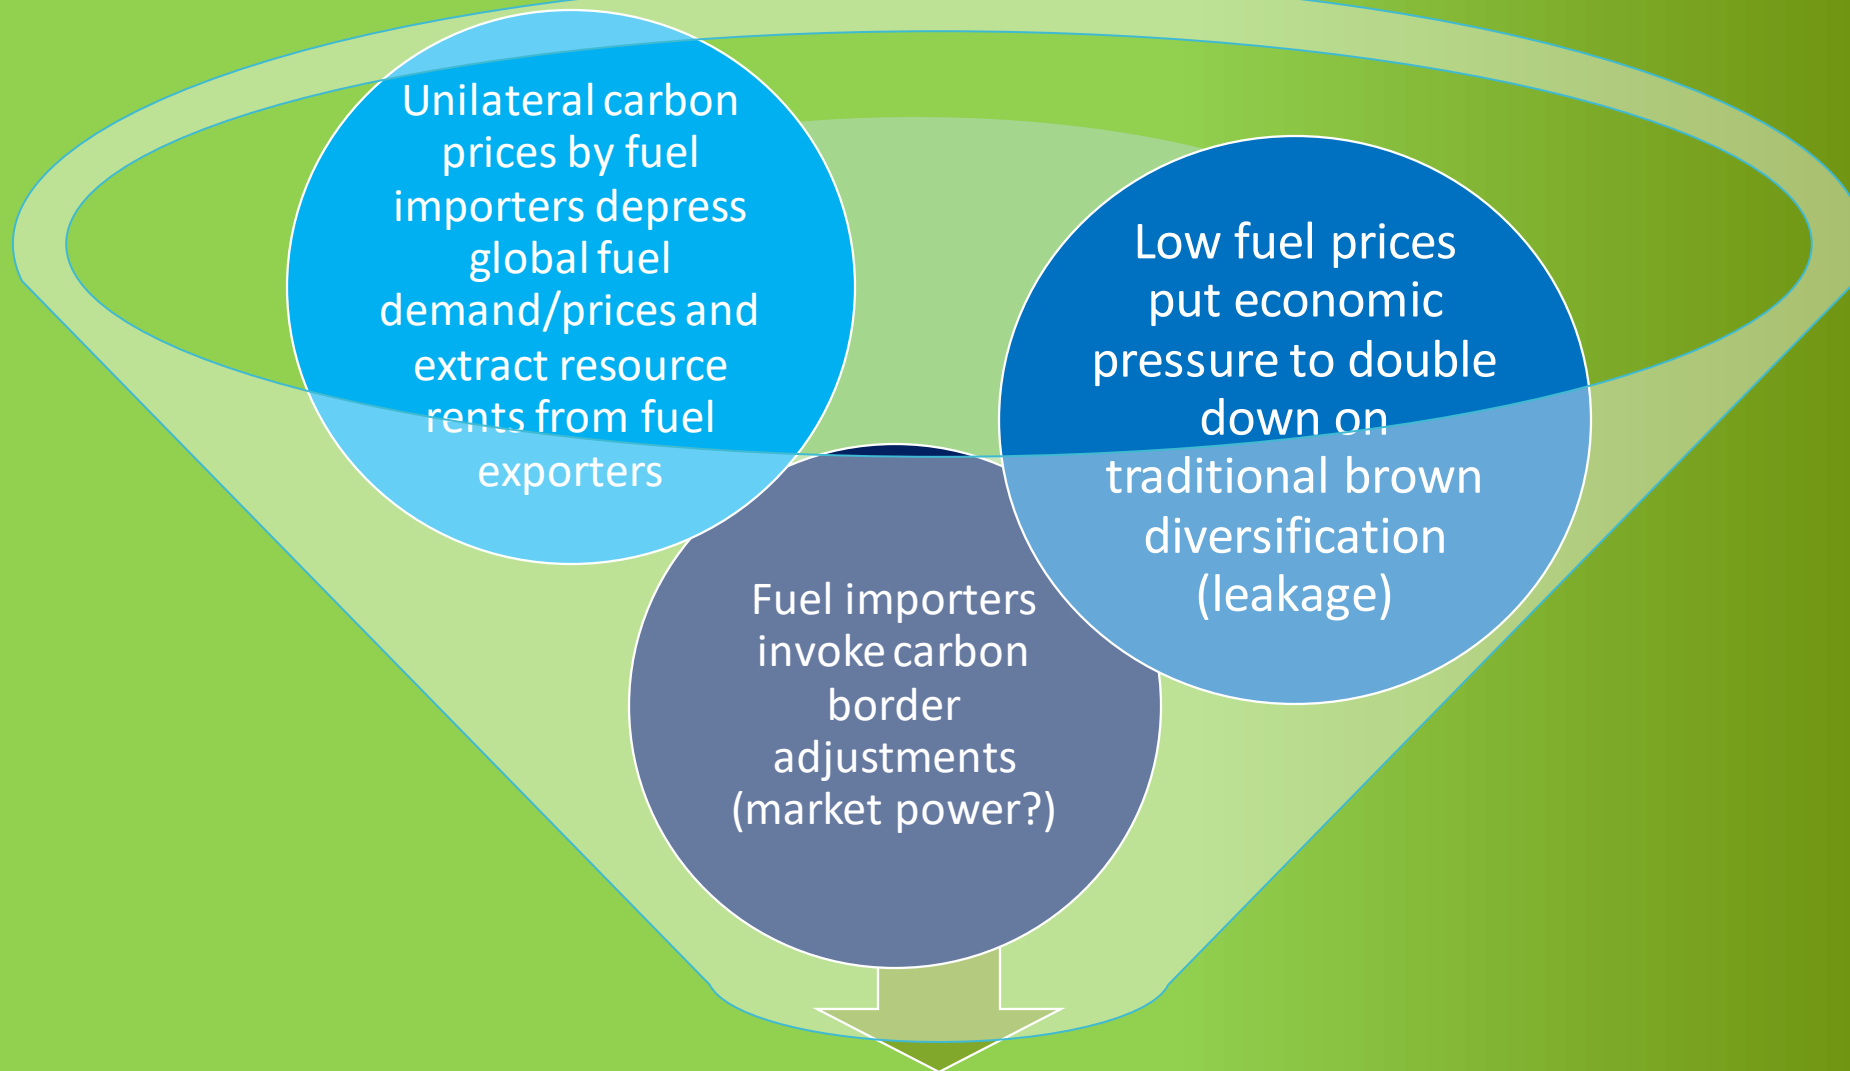 Unilateral carbon
prices by fuel
importers depress
global fuel
demand/prices and
extract resource
rents from fuel
exporters
Low fuel prices
put economic
pressure to double
down on
traditional brown
diversification
(leakage)
Fuel importers
invoke carbon
border
adjustments
(market power?)